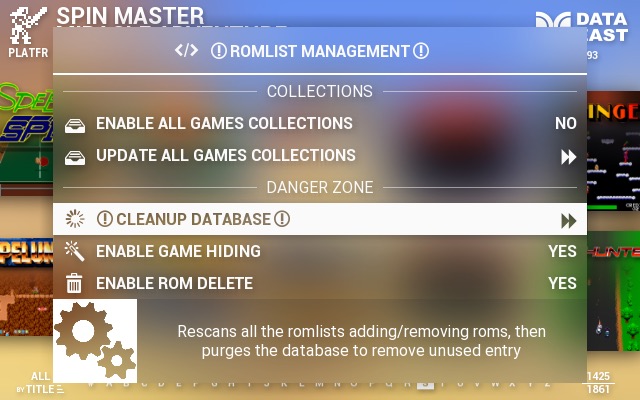 SPIN MASTER
PLATFR
DATA
EAST
93
ROMLIST MANAGEMENT
COLLECTIONS
ENABLE ALL GAMES COLLECTIONS NO
UPDATE ALL GAMES COLLECTIONS
DANGER ZONE
CLEANUP DATABASE
ENABLE GAME HIDING YES
ENABLE ROM DELETE YES
Rescans all the romlists adding/removing roms, then
purges the database to remove unused entry
ALL
BY TITLE
1425
1861